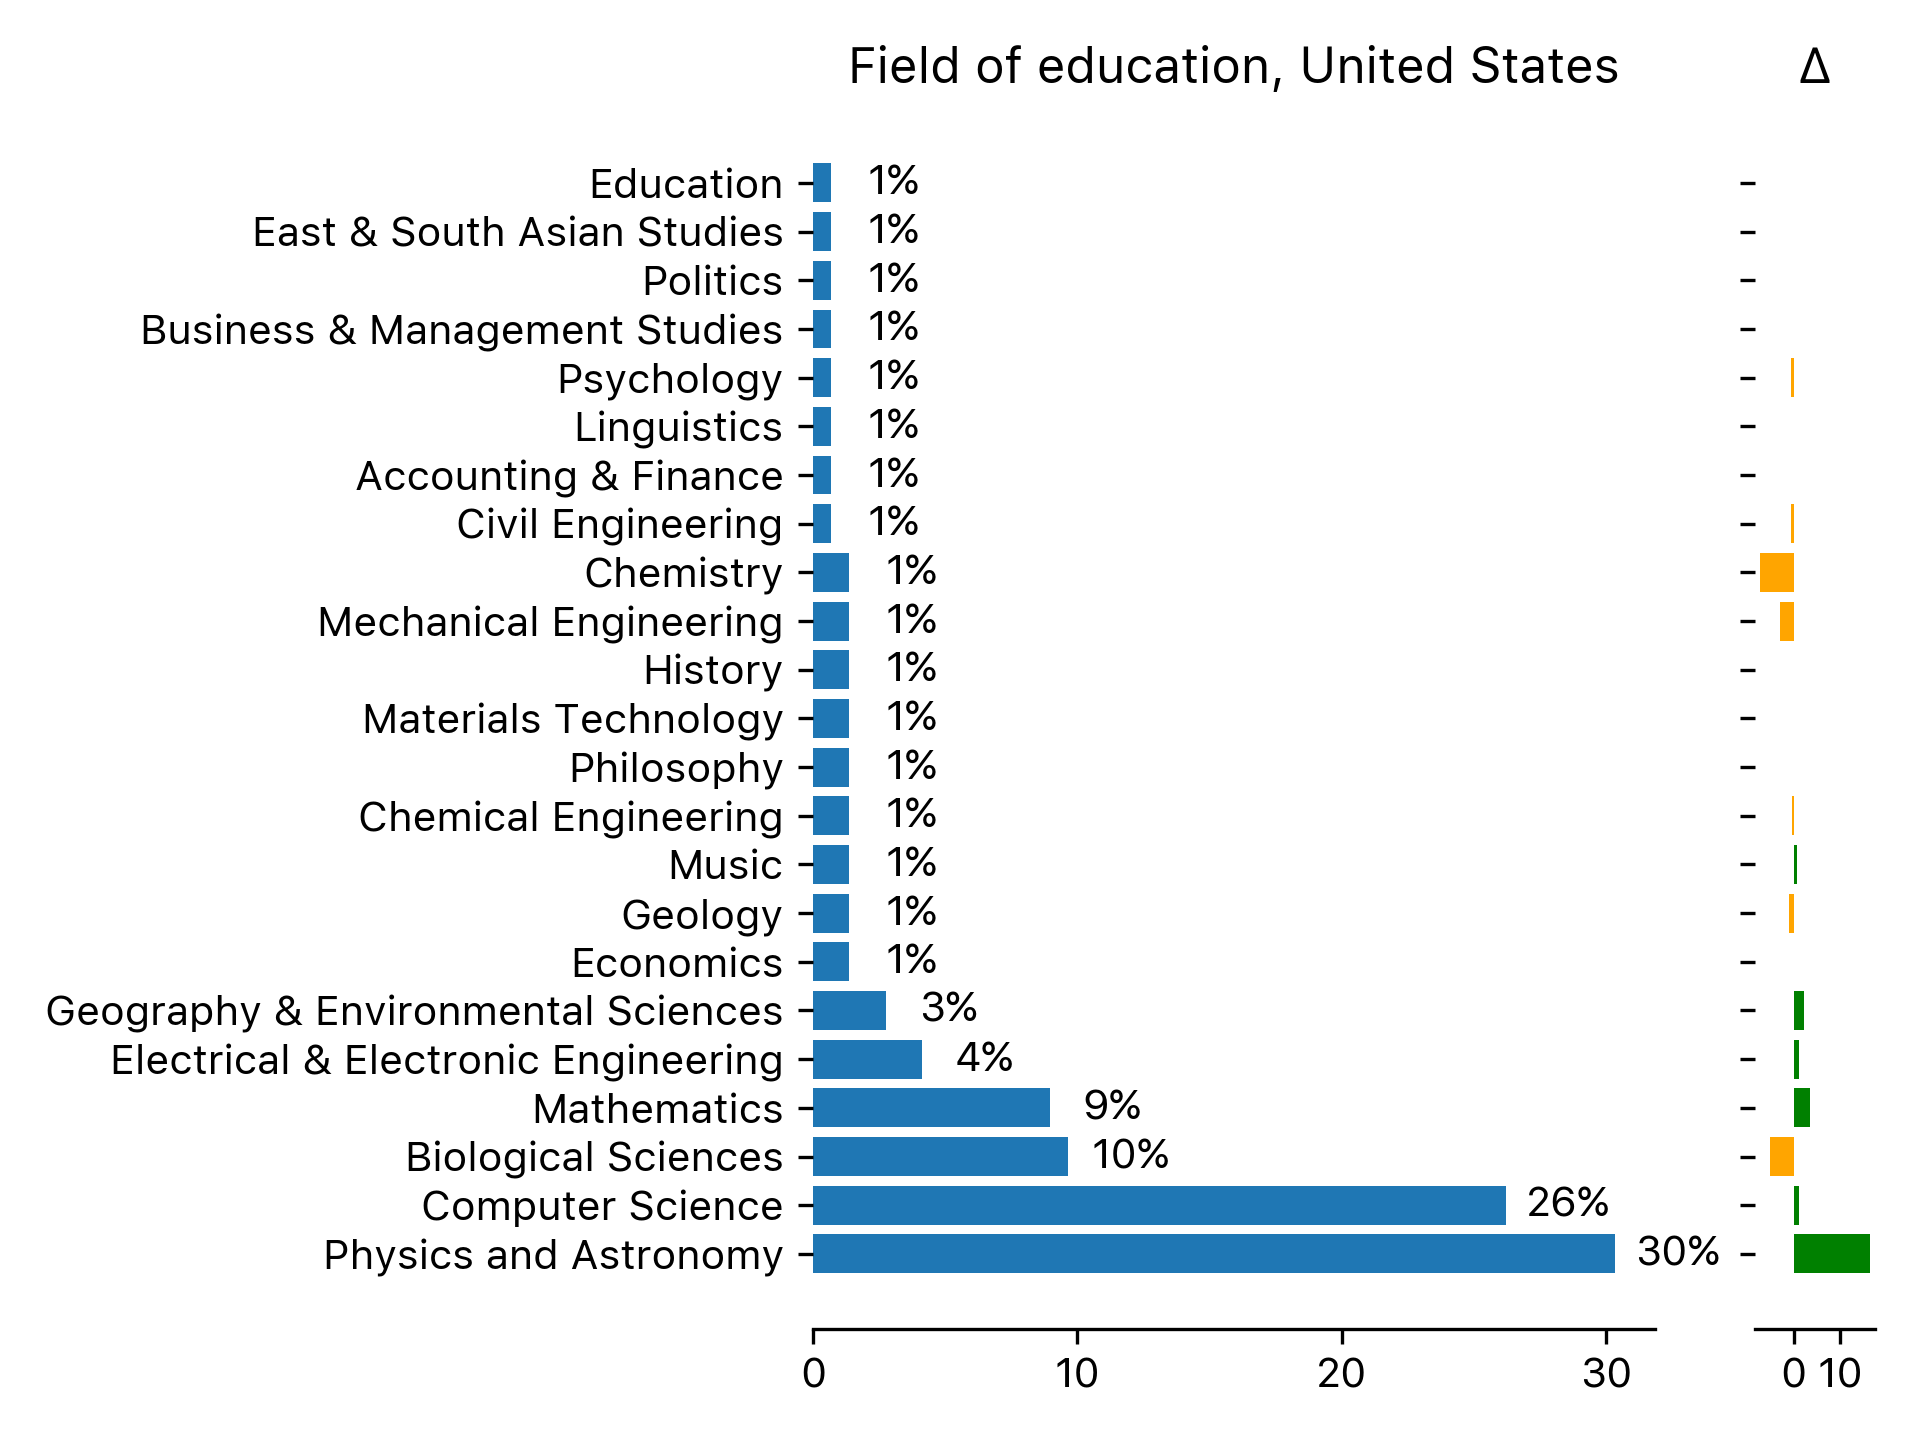 Field of education, United States Δ
Education 1%
East & South Asian Studies 1%
Politics 1%
Business & Management Studies 1%
Psychology 1%
Linguistics 1%
Accounting & Finance 1%
Civil Engineering 1%
Chemistry 1%
Mechanical Engineering 1%
History 1%
Materials Technology 1%
Philosophy 1%
Chemical Engineering 1%
Music 1%
Geology 1%
Economics 1%
Geography & Environmental Sciences 3%
Electrical & Electronic Engineering 4%
Mathematics 9%
Biological Sciences 10%
Computer Science 26%
Physics and Astronomy 30%
0 10 20 30 0 10